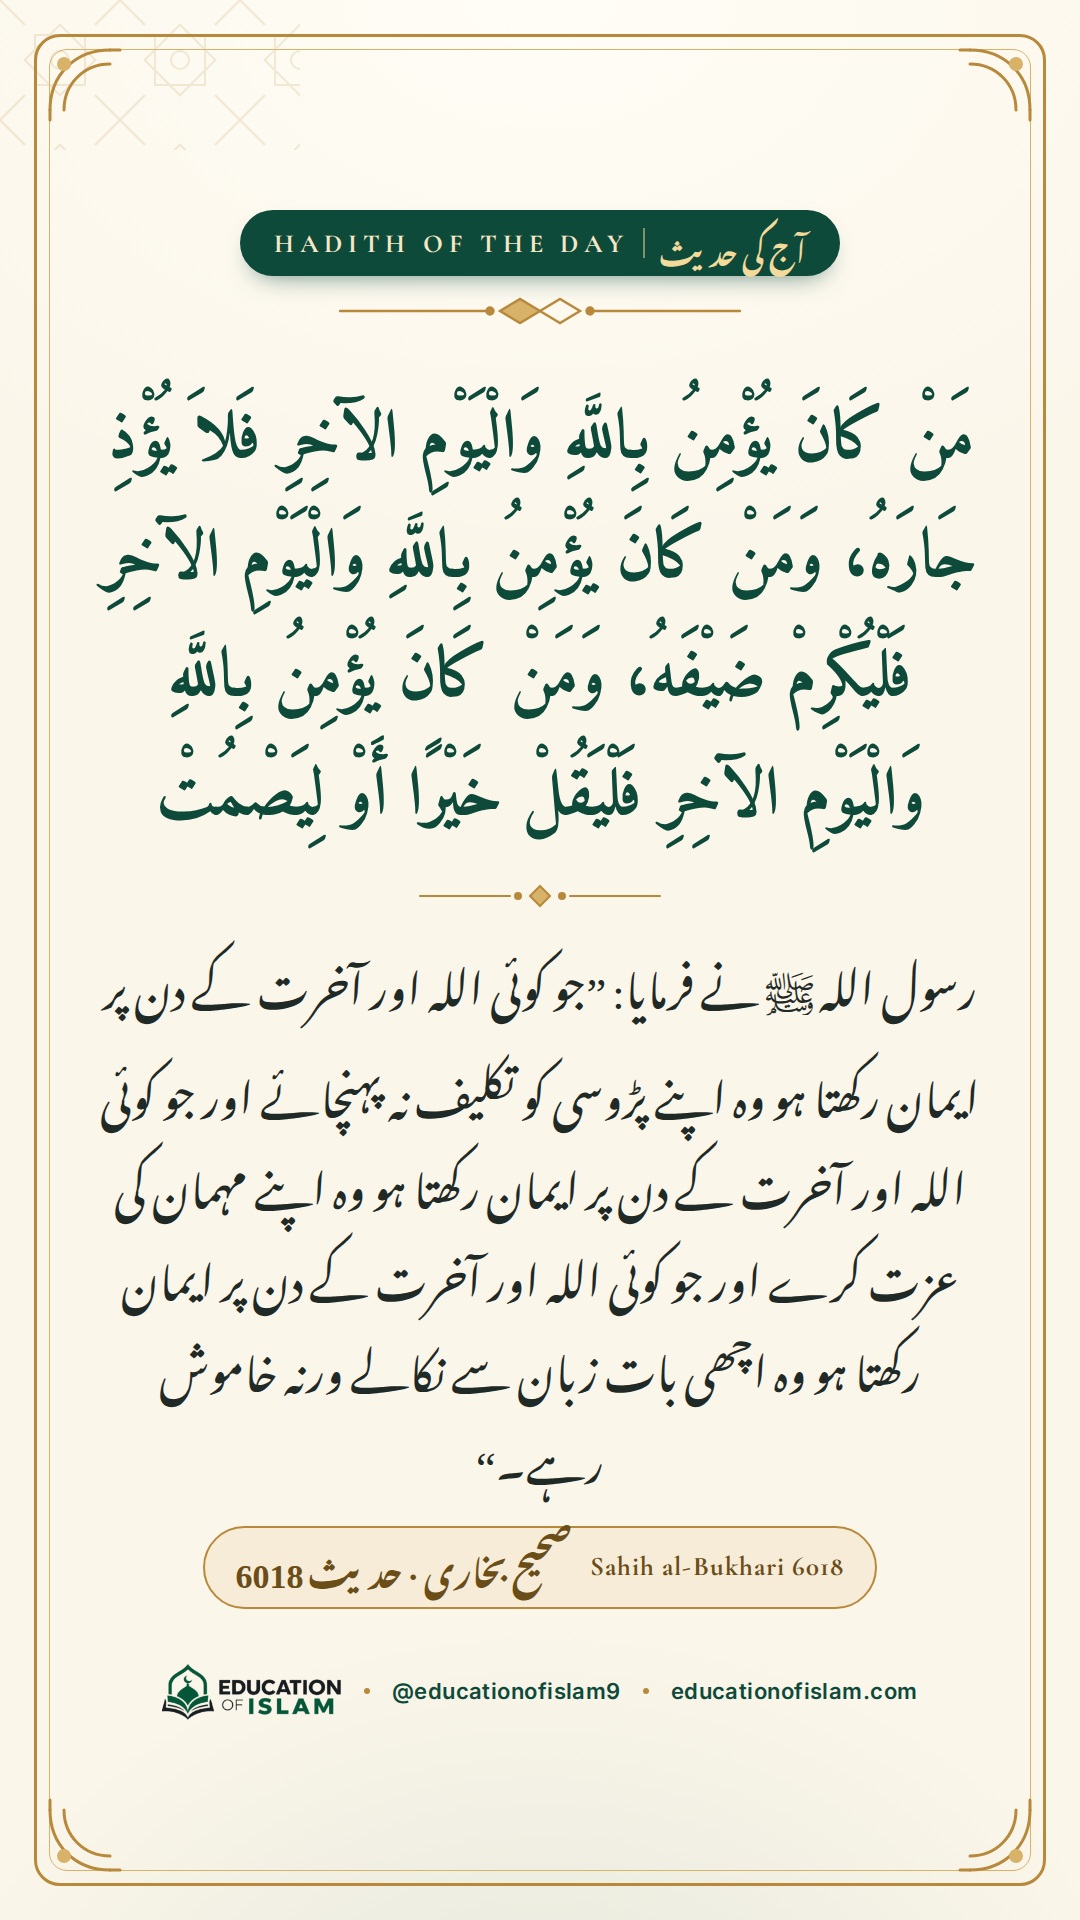 HADITH OF THE DAY | آج کی حدیث
مَنْ كَانَ يُؤْمِنُ بِاللَّهِ وَالْيَوْمِ الآخِرِ فَلاَ يُؤْذِ
جَارَهُ، وَمَنْ كَانَ يُؤْمِنُ بِاللَّهِ وَالْيَوْمِ الآخِرِ
فَلْيُكْرِمْ ضَيْفَهُ، وَمَنْ كَانَ يُؤْمِنُ بِاللَّهِ
وَالْيَوْمِ الآخِرِ فَلْيَقُلْ خَيْرًا أَوْ لِيَصْمُتْ
رسول اللہ ﷺ نے فرمایا: ”جو کوئی اللہ اور آخرت کے دن پر
ایمان رکھتا ہو وہ اپنے پڑوسی کو تکلیف نہ پہنچائے اور جو کوئی
اللہ اور آخرت کے دن پر ایمان رکھتا ہو وہ اپنے مہمان کی
عزت کرے اور جو کوئی اللہ اور آخرت کے دن پر ایمان
رکھتا ہو وہ اچھی بات زبان سے نکالے ورنہ خاموش
رہے۔“
صحیح بخاری · حدیث 6018 Sahih al-Bukhari 6018
EDUCATION OF ISLAM • @educationofislam9 • educationofislam.com